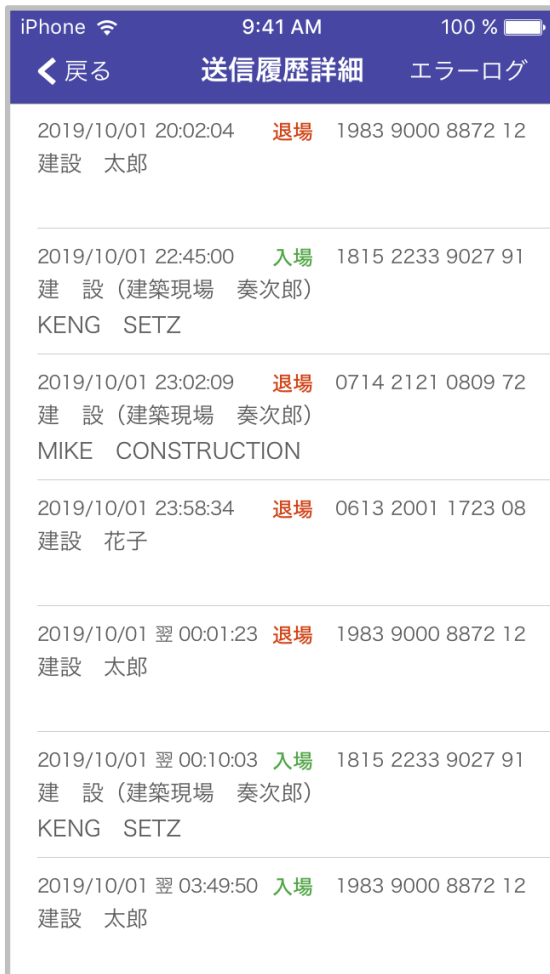 iPhone 9:41 AM 100 %
戻る 送信履歴詳細 エラーログ
2019/10/01 20:02:04 退場 1983 9000 8872 12
建設　太郎
2019/10/01 22:45:00 入場 1815 2233 9027 91
建　設（建築現場　奏次郎）
KENG　SETZ
2019/10/01 23:02:09 退場 0714 2121 0809 72
建　設（建築現場　奏次郎）
MIKE　CONSTRUCTION
2019/10/01 23:58:34 退場 0613 2001 1723 08
建設　花子
2019/10/01 翌 00:01:23 退場 1983 9000 8872 12
建設　太郎
2019/10/01 翌 00:10:03 入場 1815 2233 9027 91
建　設（建築現場　奏次郎）
KENG　SETZ
2019/10/01 翌 03:49:50 入場 1983 9000 8872 12
建設　太郎